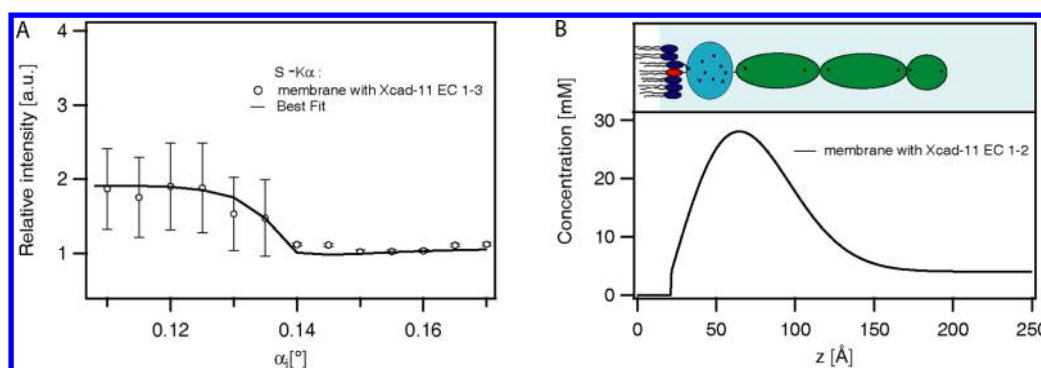 A
4
3
2
1
Relative intensity [a.u.]
S -Kα :
membrane with Xcad-11 EC 1-3
Best Fit
0.12
0.14
0.16
αi[°]
B
30
20
10
0
Concentration [mM]
membrane with Xcad-11 EC 1-2
0
50
100
150
200
250
z [Å]